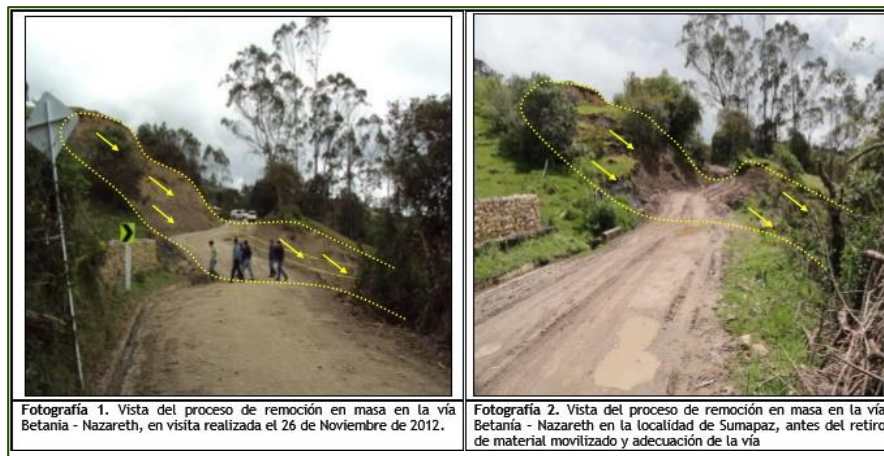 Fotografía 1. Vista del proceso de remoción en masa en la vía
Betania - Nazareth, en visita realizada el 26 de Noviembre de 2012.
Fotografía 2. Vista del proceso de remoción en masa en la vía
Betanía - Nazareth en la localidad de Sumapaz, antes del retiro
de material movilizado y adecuación de la vía